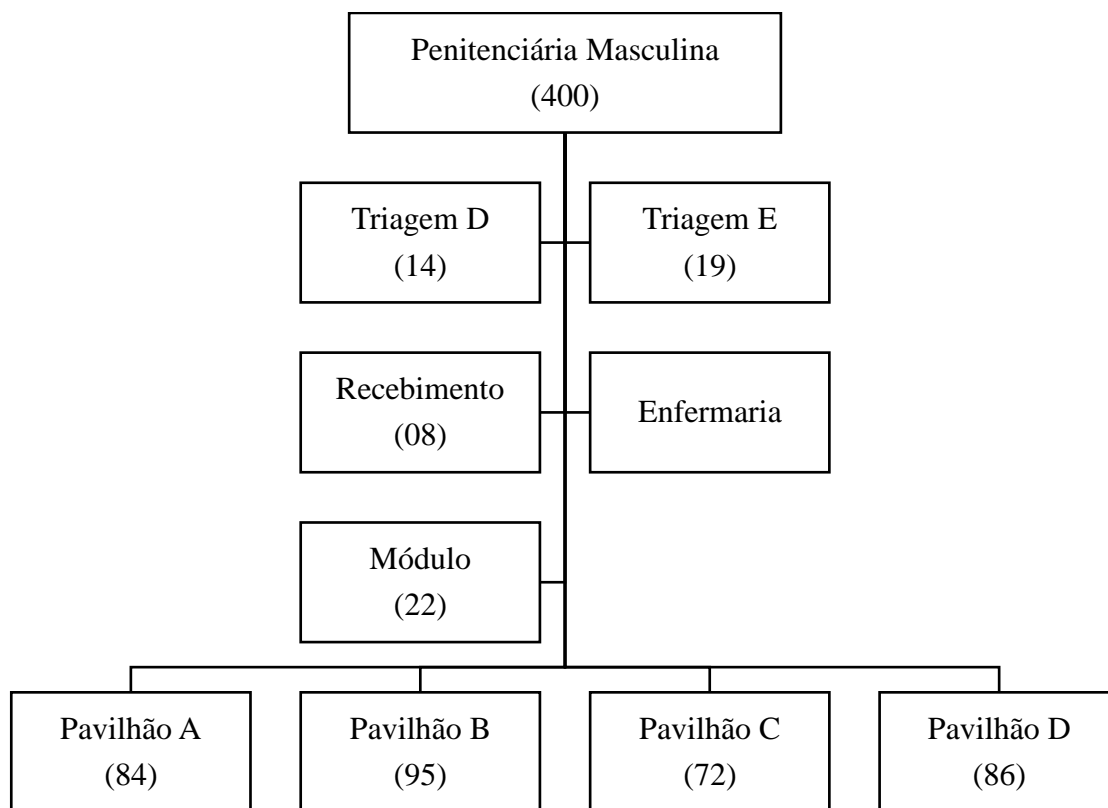 Penitenciária Masculina
(400)
Triagem D
(14)
Triagem E
(19)
Recebimento
(08)
Enfermaria
Módulo
(22)
Pavilhão A
(84)
Pavilhão B
(95)
Pavilhão C
(72)
Pavilhão D
(86)